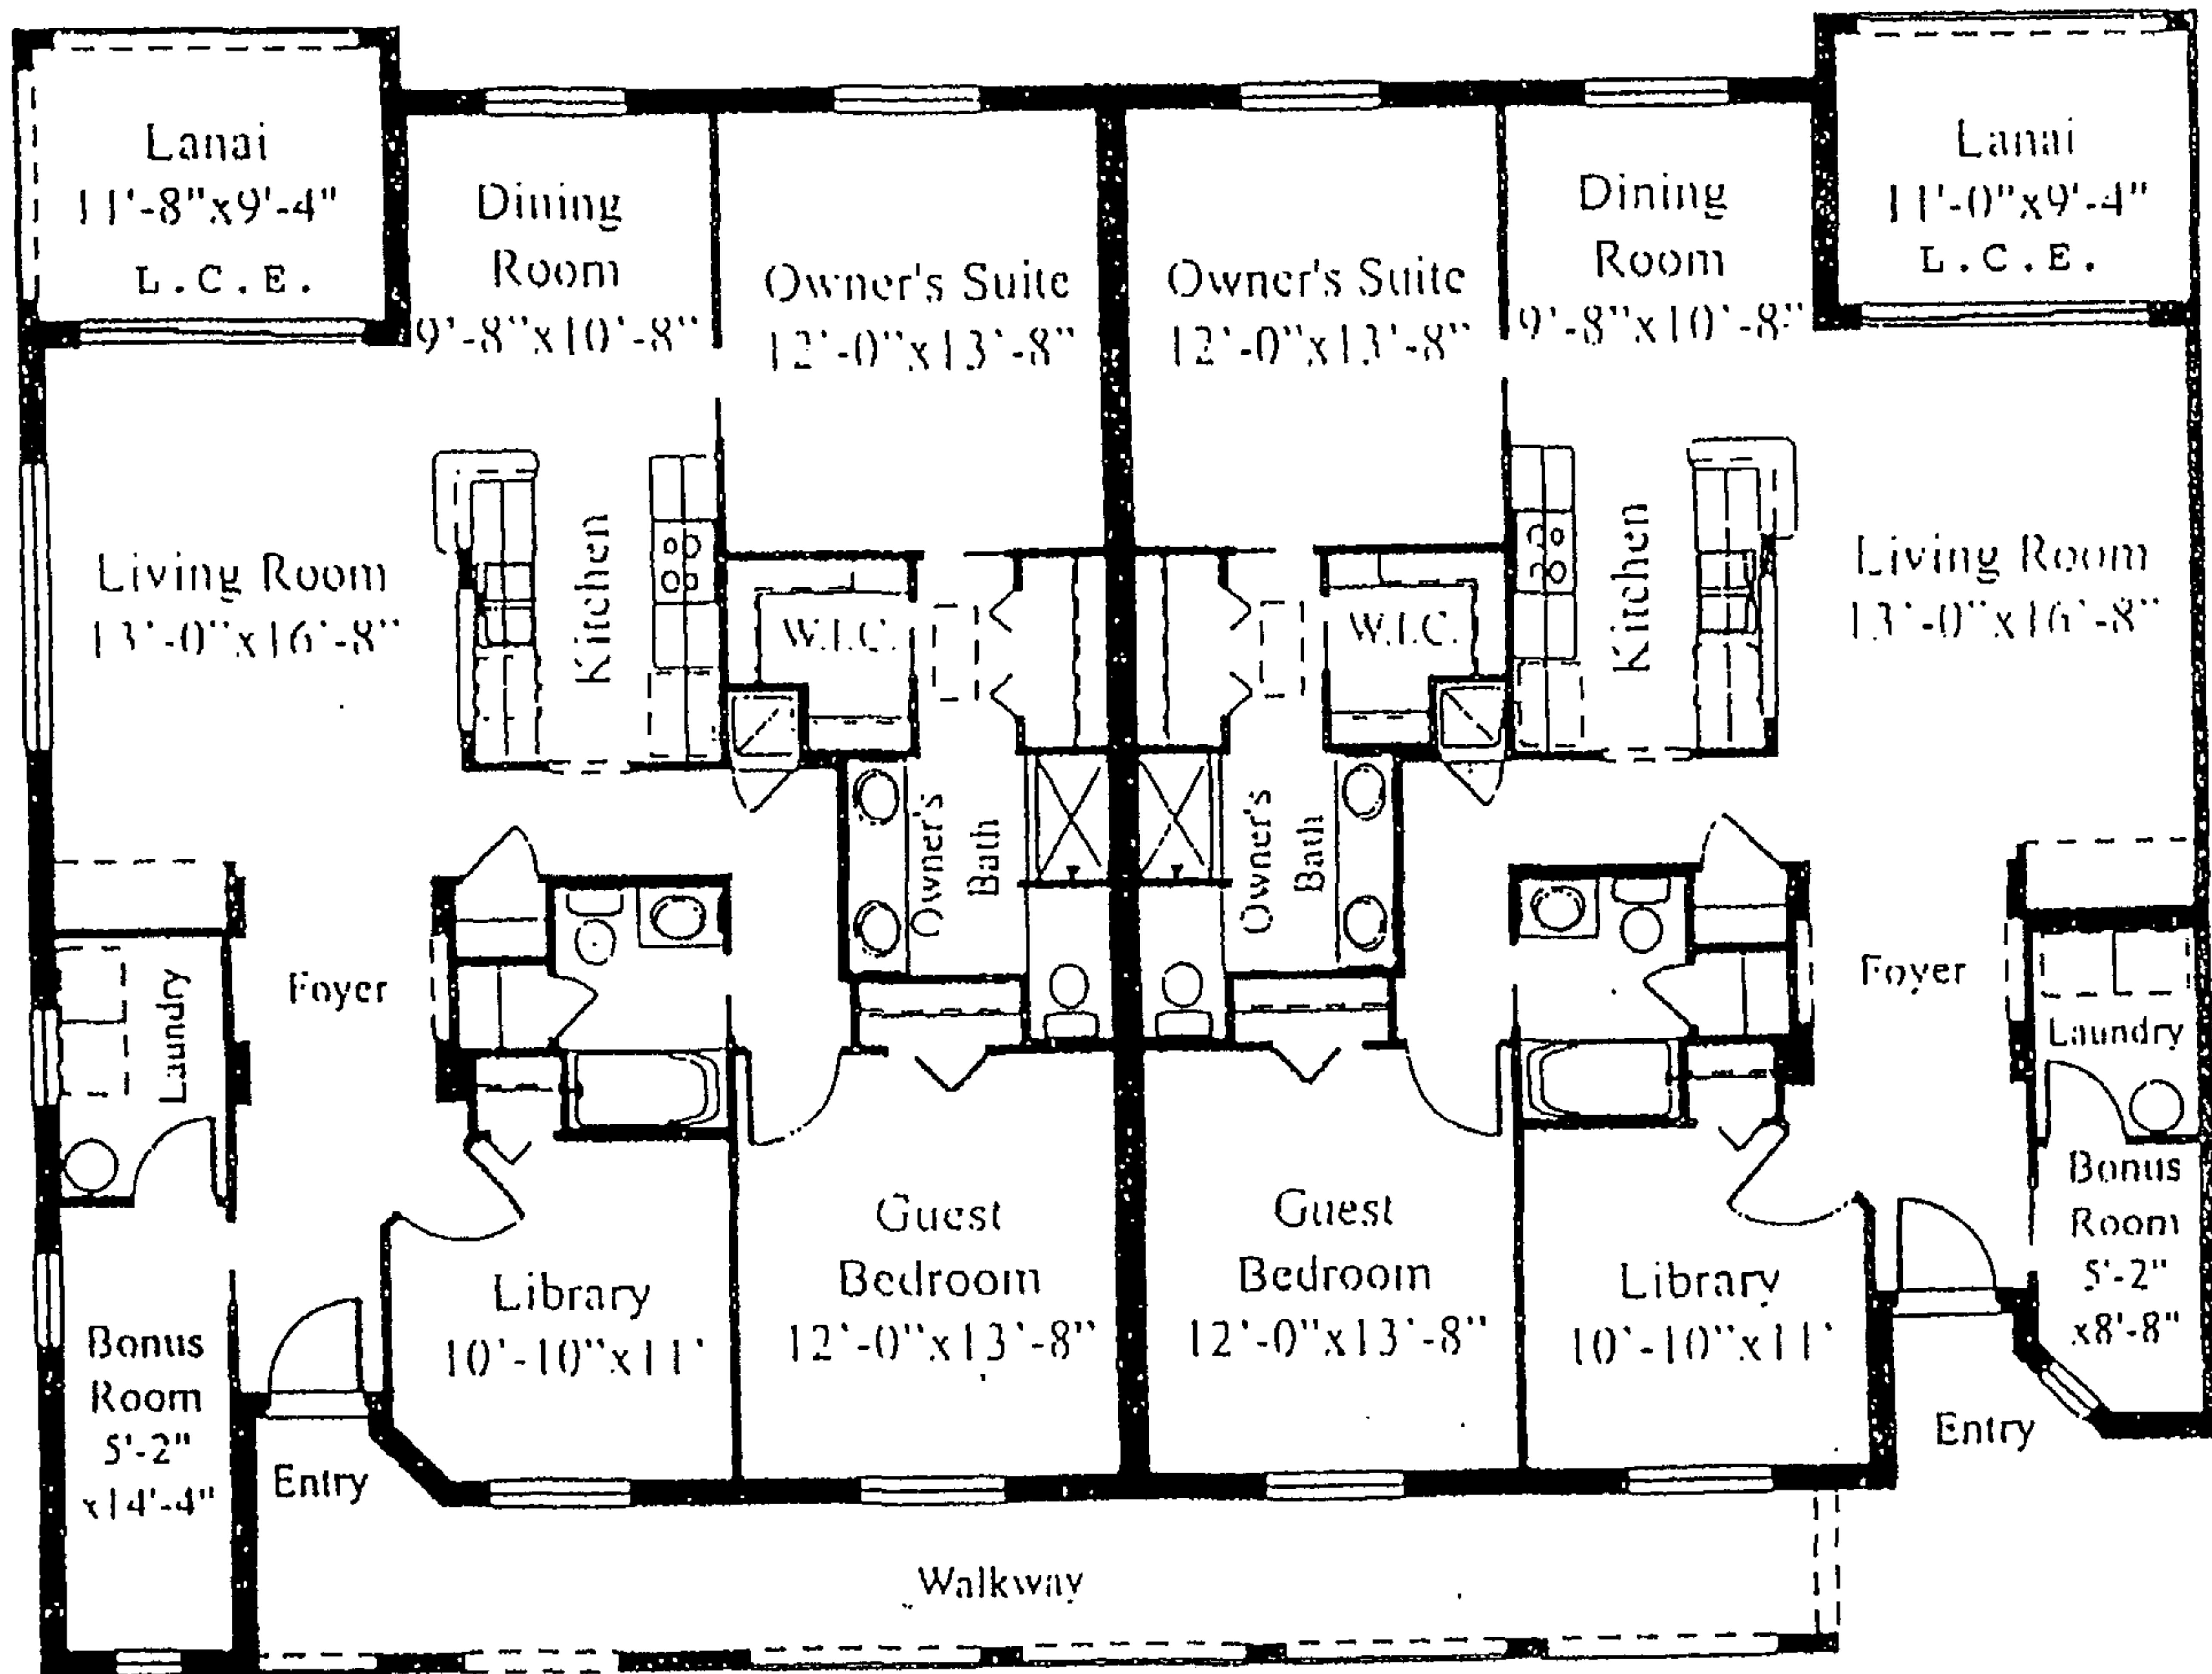 Lanai
11'-8"x9'-4"
L.C.E.
Dining
Room
9'-8"x10'-8"
Owner's Suite
12'-0"x13'-8"
Owner's Suite
12'-0"x13'-8"
Dining
Room
9'-8"x10'-8"
Lanai
11'-0"x9'-4"
L.C.E.
Living Room
13'-0"x16'-8"
Kitchen
W.I.C.
W.I.C.
Kitchen
Living Room
13'-0"x16'-8"
Owner's
Bath
Owner's
Bath
Laundry
Foyer
Foyer
Laundry
Bonus
Room
5'-2"
x14'-4"
Entry
Library
10'-10"x11'
Guest
Bedroom
12'-0"x13'-8"
Guest
Bedroom
12'-0"x13'-8"
Library
10'-10"x11'
Entry
Bonus
Room
5'-2"
x8'-8"
Walkway